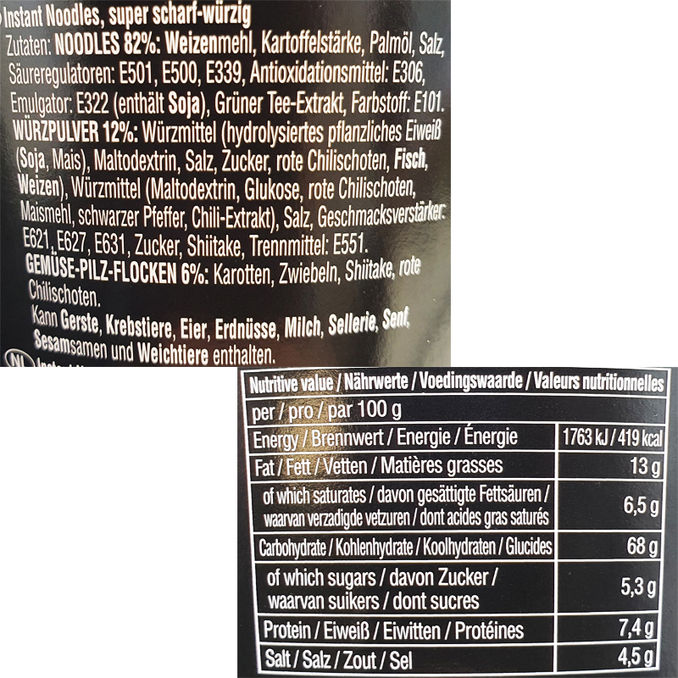 Instant Noodles, super scharf-würzig
Zutaten: NOODLES 82%: Weizenmehl, Kartoffelstärke, Palmöl, Salz,
Säureregulatoren: E501, E500, E339, Antioxidationsmittel: E306,
Emulgator: E322 (enthält Soja), Grüner Tee-Extrakt, Farbstoff: E101.
WÜRZPULVER 12%: Würzmittel (hydrolysiertes pflanzliches Eiweiß
(Soja, Mais), Maltodextrin, Salz, Zucker, rote Chilischoten, Fisch,
Weizen), Würzmittel (Maltodextrin, Glukose, rote Chilischoten,
Maismehl, schwarzer Pfeffer, Chili-Extrakt), Salz, Geschmacksverstärker:
E621, E627, E631, Zucker, Shiitake, Trennmittel: E551.
GEMÜSE-PILZ-FLOCKEN 6%: Karotten, Zwiebeln, Shiitake, rote
Chilischoten.
Kann Gerste, Krebstiere, Eier, Erdnüsse, Milch, Sellerie, Senf,
Sesamsamen und Weichtiere enthalten.
NL
Nutritive value / Nährwerte / Voedingswaarde / Valeurs nutritionnelles
per / pro / par 100 g
Energy / Brennwert / Energie / Énergie 1763 kJ / 419 kcal
Fat / Fett / Vetten / Matières grasses 13 g
of which saturates / davon gesättigte Fettsäuren /
waarvan verzadigde vetzuren / dont acides gras saturés 6,5 g
Carbohydrate / Kohlenhydrate / Koolhydraten / Glucides 68 g
of which sugars / davon Zucker /
waarvan suikers / dont sucres 5,3 g
Protein / Eiweiß / Eiwitten / Protéines 7,4 g
Salt / Salz / Zout / Sel 4,5 g